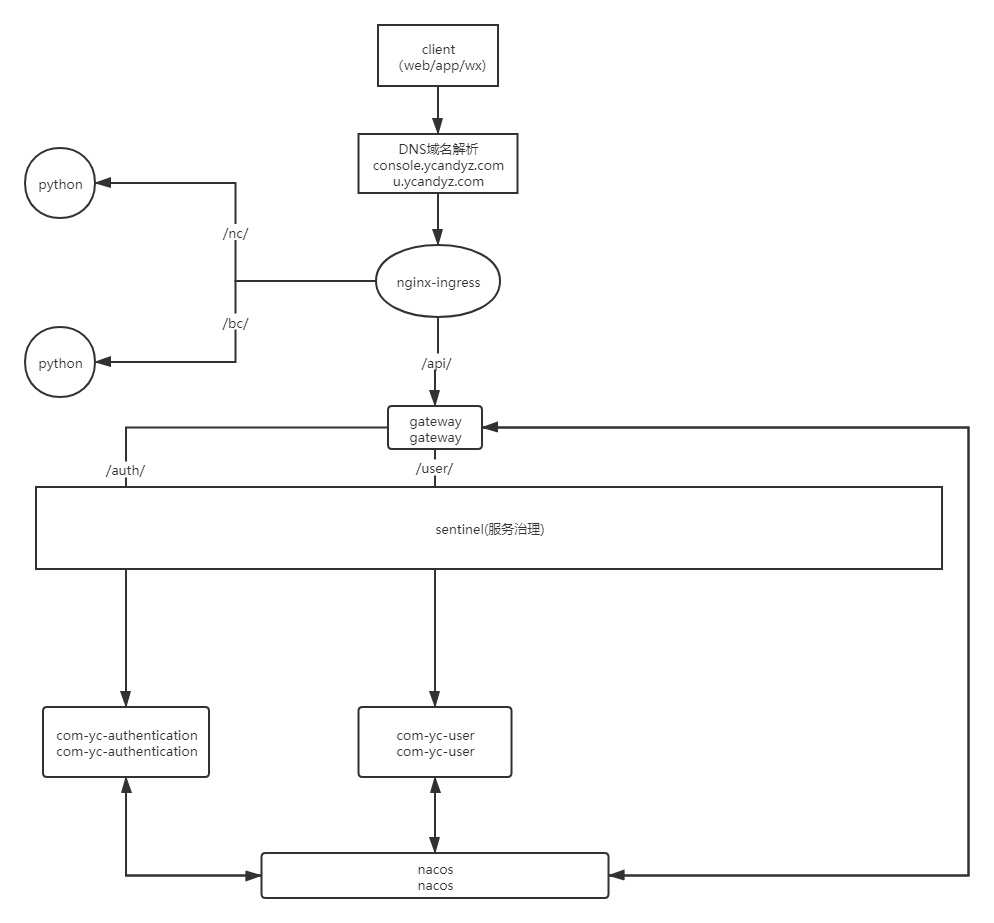 client
(web/app/wx)
DNS域名解析
console.ycandyz.com
u.ycandyz.com
python
/nc/
nginx-ingress
/bc/
python
/api/
gateway
gateway
/auth/
/user/
sentinel(服务治理)
com-yc-authentication
com-yc-authentication
com-yc-user
com-yc-user
nacos
nacos